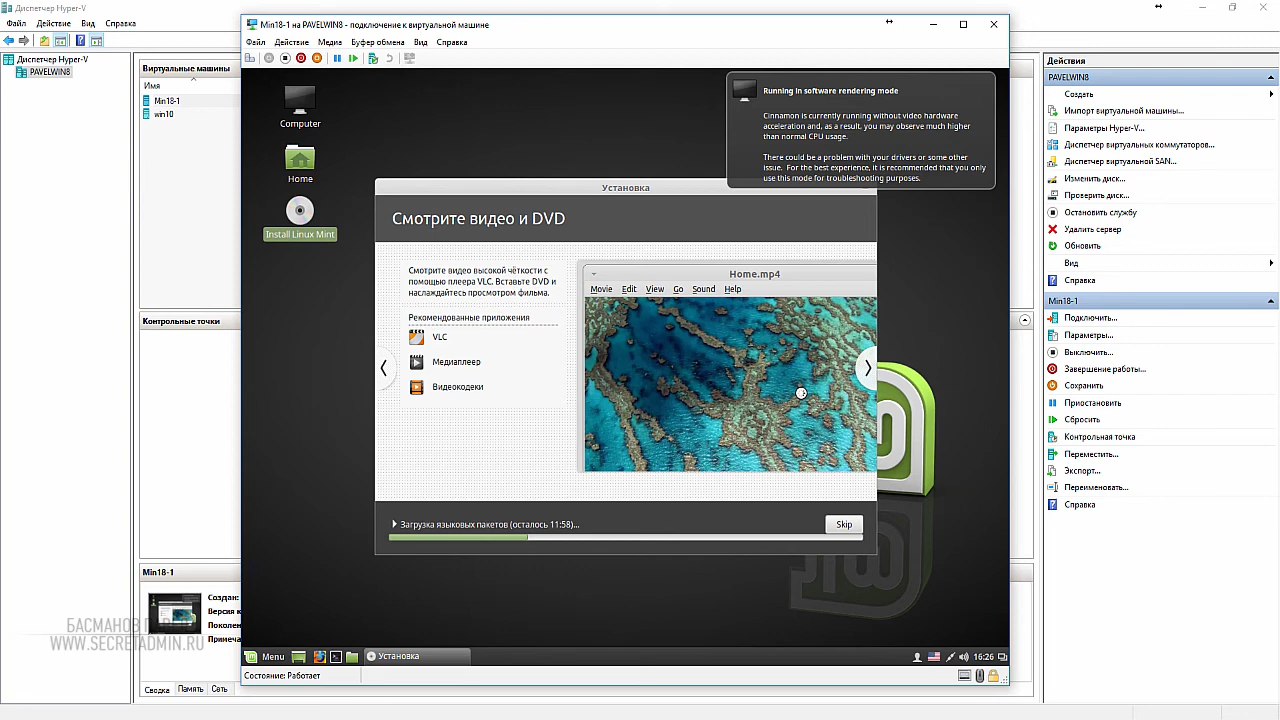 Диспетчер Hyper-V
Файл Действие Вид Справка
Диспетчер Hyper-V
PAVELWIN8
Виртуальные машины
Имя
Min18-1
win10
Контрольные точки
Min18-1
Создан:
Версия к
Поколен
Примеча
Сводка Память Сеть
БАСМАНОВ
WWW.SECRETADMIN.RU
Min18-1 на PAVELWIN8 - подключение к виртуальной машине
Файл Действие Медиа Буфер обмена Вид Справка
Computer
Home
Install Linux Mint
Running in software rendering mode
Cinnamon is currently running without video hardware
acceleration and, as a result, you may observe much higher
than normal CPU usage.
There could be a problem with your drivers or some other
issue. For the best experience, it is recommended that you only
use this mode for troubleshooting purposes.
Установка
Смотрите видео и DVD
Смотрите видео высокой чёткости с
помощью плеера VLC. Вставьте DVD и
наслаждайтесь просмотром фильма.
Рекомендованные приложения
VLC
Медиаплеер
Видеокодеки
Home.mp4
Movie Edit View Go Sound Help
Загрузка языковых пакетов (осталось 11:58)...
Skip
Menu
Установка
16:26
Состояние: Работает
Действия
PAVELWIN8
Создать
Импорт виртуальной машины...
Параметры Hyper-V...
Диспетчер виртуальных коммутаторов...
Диспетчер виртуальной SAN...
Изменить диск...
Проверить диск...
Остановить службу
Удалить сервер
Обновить
Вид
Справка
Min18-1
Подключить...
Параметры...
Выключить...
Завершение работы...
Сохранить
Приостановить
Сбросить
Контрольная точка
Переместить...
Экспорт...
Переименовать...
Справка